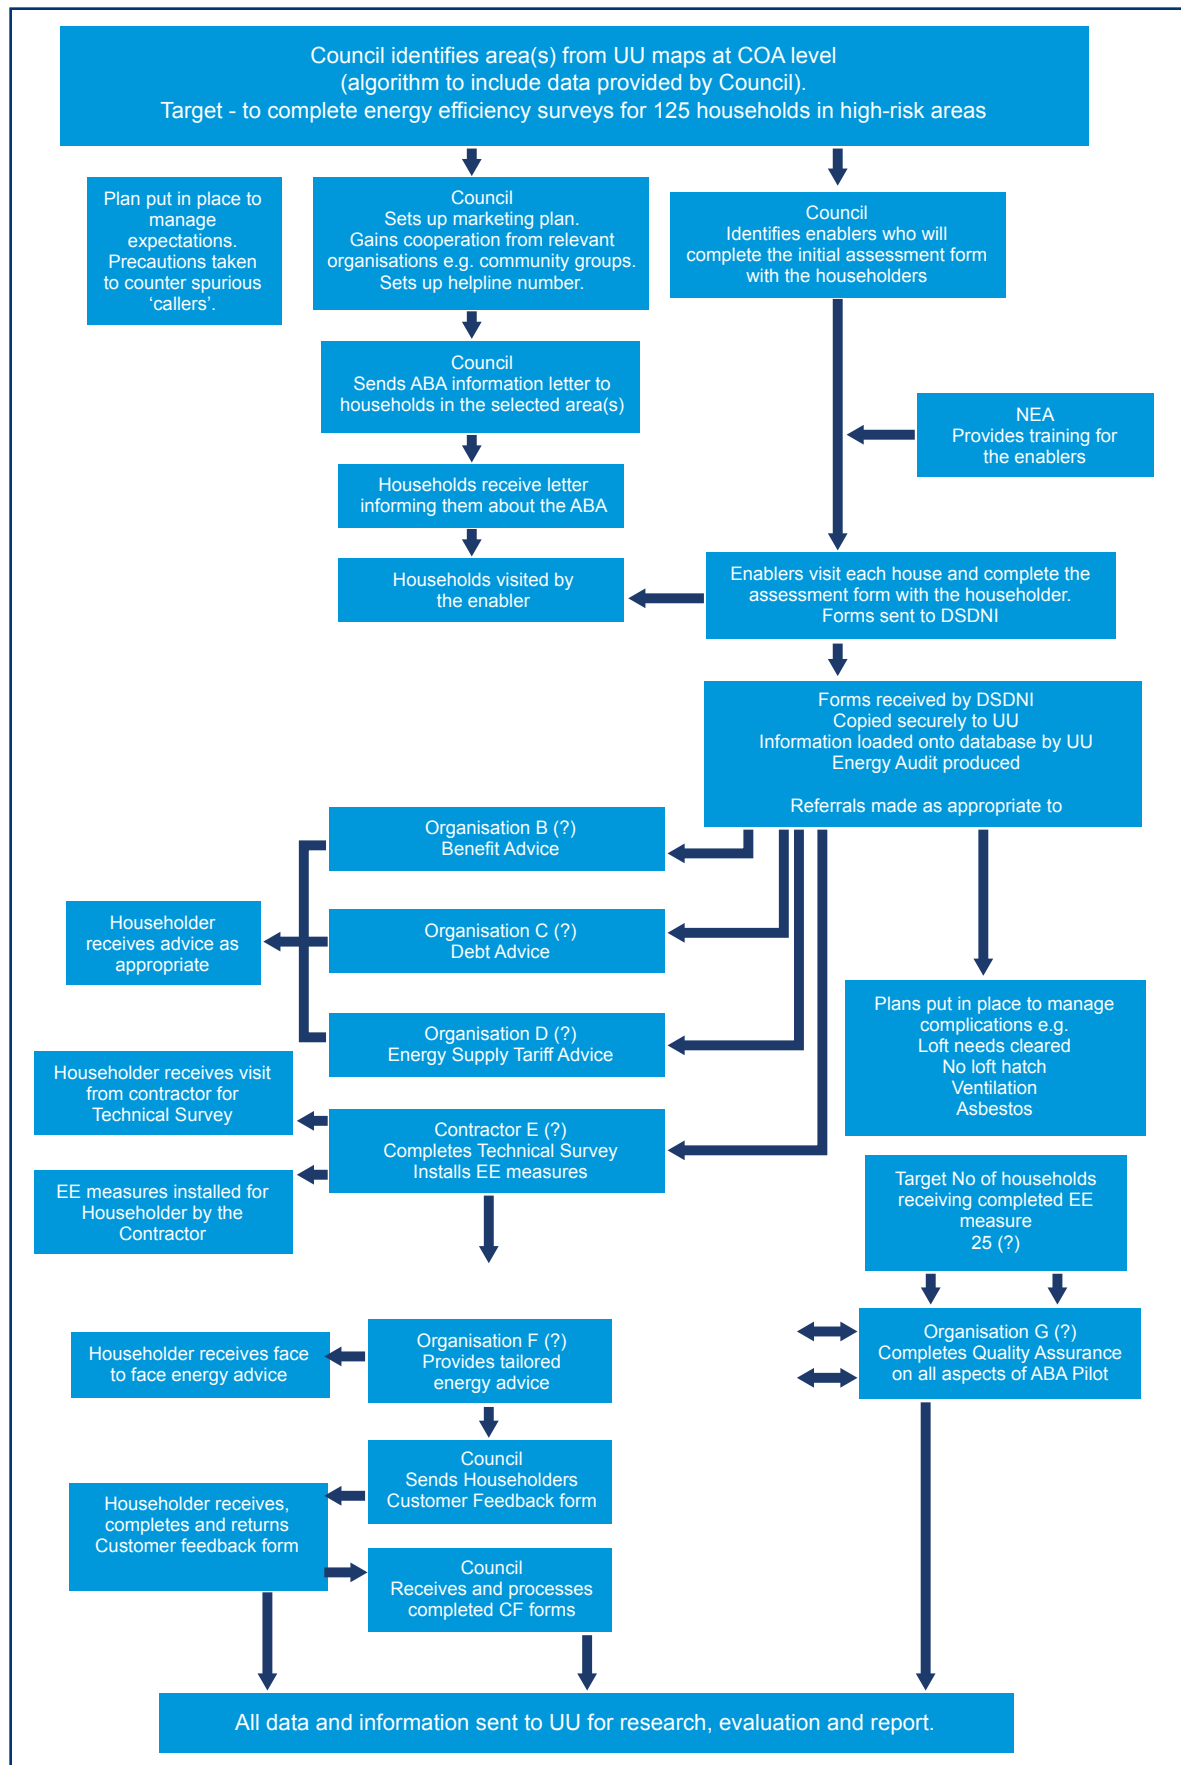 Council identifies area(s) from UU maps at COA level
(algorithm to include data provided by Council).
Target - to complete energy efficiency surveys for 125 households in high-risk areas
Plan put in place to
manage
expectations.
Precautions taken
to counter spurious
‘callers’.
Council
Sets up marketing plan.
Gains cooperation from relevant
organisations e.g. community groups.
Sets up helpline number.
Council
Identifies enablers who will
complete the initial assessment form
with the householders
Council
Sends ABA information letter to
households in the selected area(s)
NEA
Provides training for
the enablers
Households receive letter
informing them about the ABA
Households visited by
the enabler
Enablers visit each house and complete the
assessment form with the householder.
Forms sent to DSDNI
Forms received by DSDNI
Copied securely to UU
Information loaded onto database by UU
Energy Audit produced
Referrals made as appropriate to
Organisation B (?)
Benefit Advice
Householder
receives advice as
appropriate
Organisation C (?)
Debt Advice
Organisation D (?)
Energy Supply Tariff Advice
Plans put in place to manage
complications e.g.
Loft needs cleared
No loft hatch
Ventilation
Asbestos
Householder receives visit
from contractor for
Technical Survey
Contractor E (?)
Completes Technical Survey
Installs EE measures
EE measures installed for
Householder by the
Contractor
Target No of households
receiving completed EE
measure
25 (?)
Householder receives face
to face energy advice
Organisation F (?)
Provides tailored
energy advice
Organisation G (?)
Completes Quality Assurance
on all aspects of ABA Pilot
Council
Sends Householders
Customer Feedback form
Householder receives,
completes and returns
Customer feedback form
Council
Receives and processes
completed CF forms
All data and information sent to UU for research, evaluation and report.